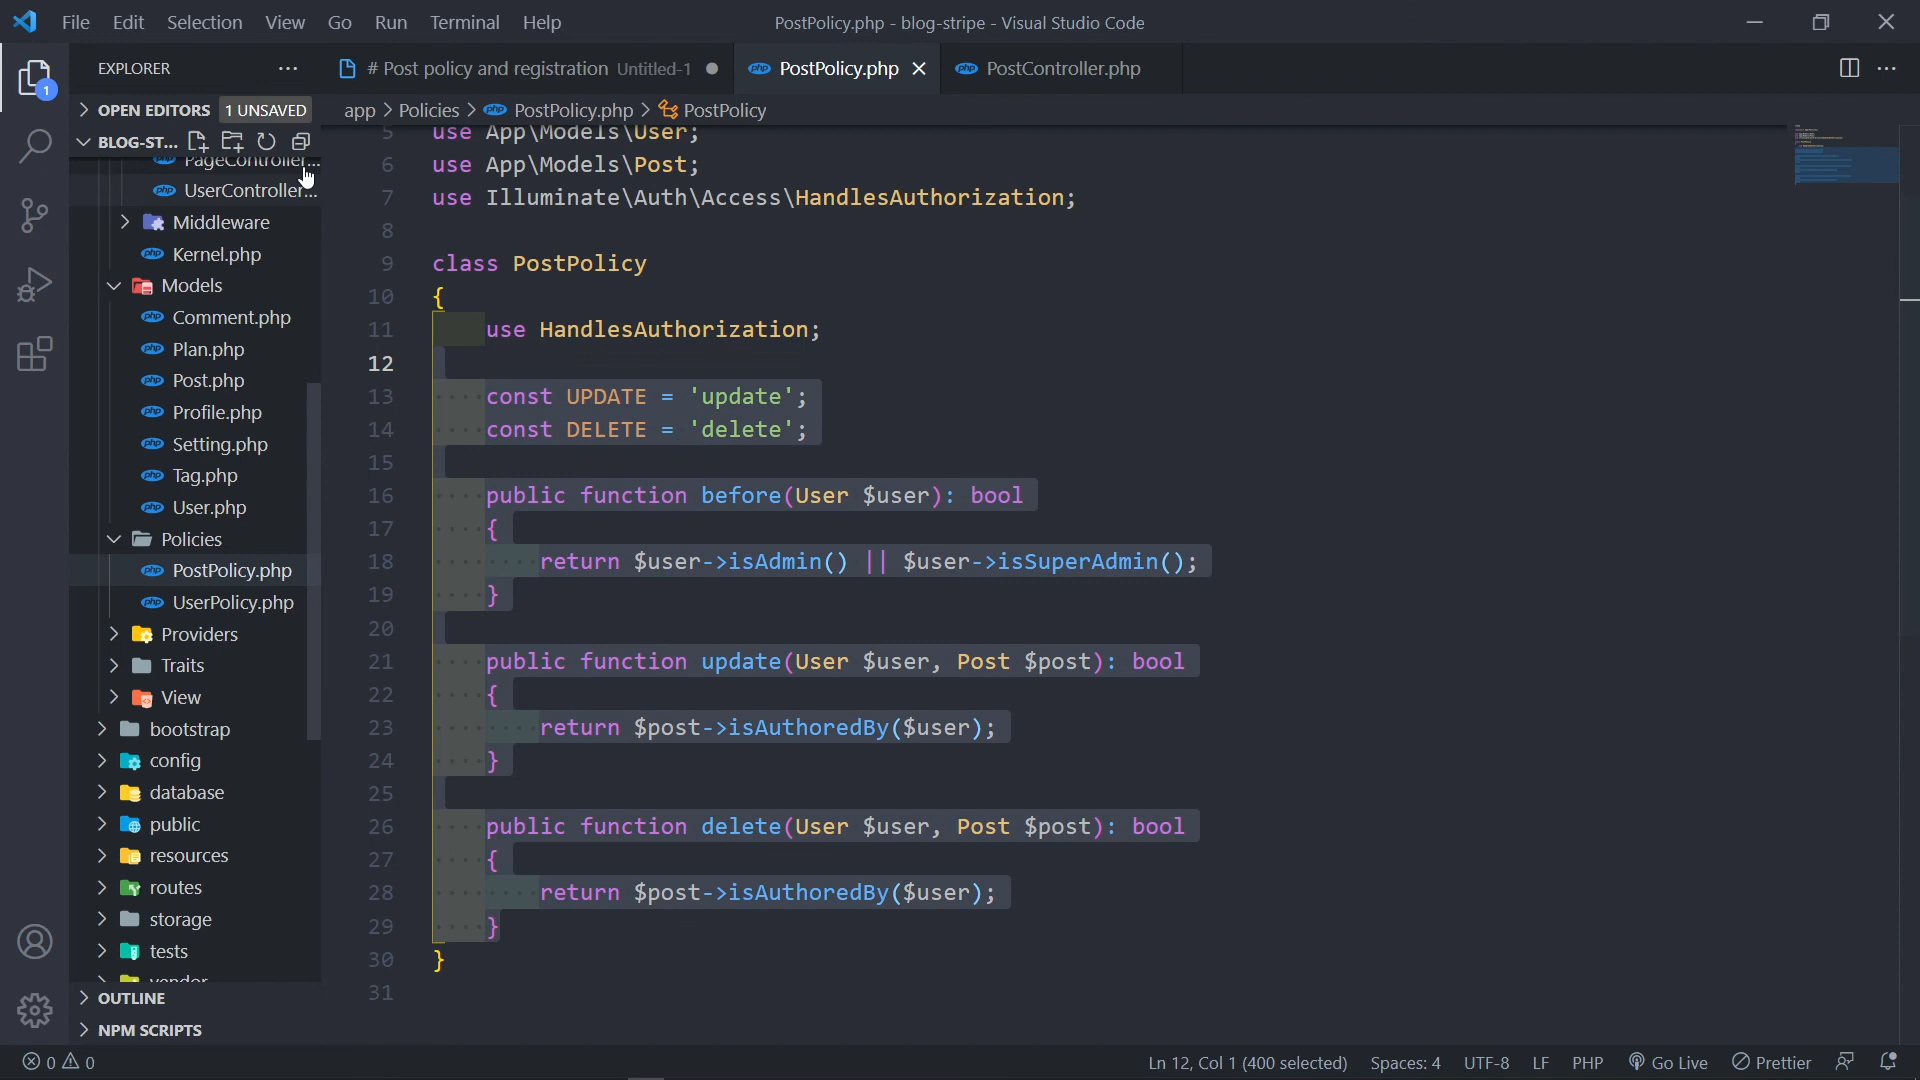 File Edit Selection View Go Run Terminal Help
PostPolicy.php - blog-stripe - Visual Studio Code
EXPLORER
# Post policy and registration Untitled-1
PostPolicy.php
PostController.php
OPEN EDITORS 1 UNSAVED
app > Policies > PostPolicy.php > PostPolicy
BLOG-ST...
PageController...
UserController...
Middleware
Kernel.php
Models
Comment.php
Plan.php
Post.php
Profile.php
Setting.php
Tag.php
User.php
Policies
PostPolicy.php
UserPolicy.php
Providers
Traits
View
bootstrap
config
database
public
resources
routes
storage
tests
vendor
OUTLINE
NPM SCRIPTS
5 use App\Models\User;
6 use App\Models\Post;
7 use Illuminate\Auth\Access\HandlesAuthorization;
8
9 class PostPolicy
10 {
11 use HandlesAuthorization;
12
13 const UPDATE = 'update';
14 const DELETE = 'delete';
15
16 public function before(User $user): bool
17 {
18 return $user->isAdmin() || $user->isSuperAdmin();
19 }
20
21 public function update(User $user, Post $post): bool
22 {
23 return $post->isAuthoredBy($user);
24 }
25
26 public function delete(User $user, Post $post): bool
27 {
28 return $post->isAuthoredBy($user);
29 }
30 }
31
1
0 0
Ln 12, Col 1 (400 selected) Spaces: 4 UTF-8 LF PHP Go Live Prettier